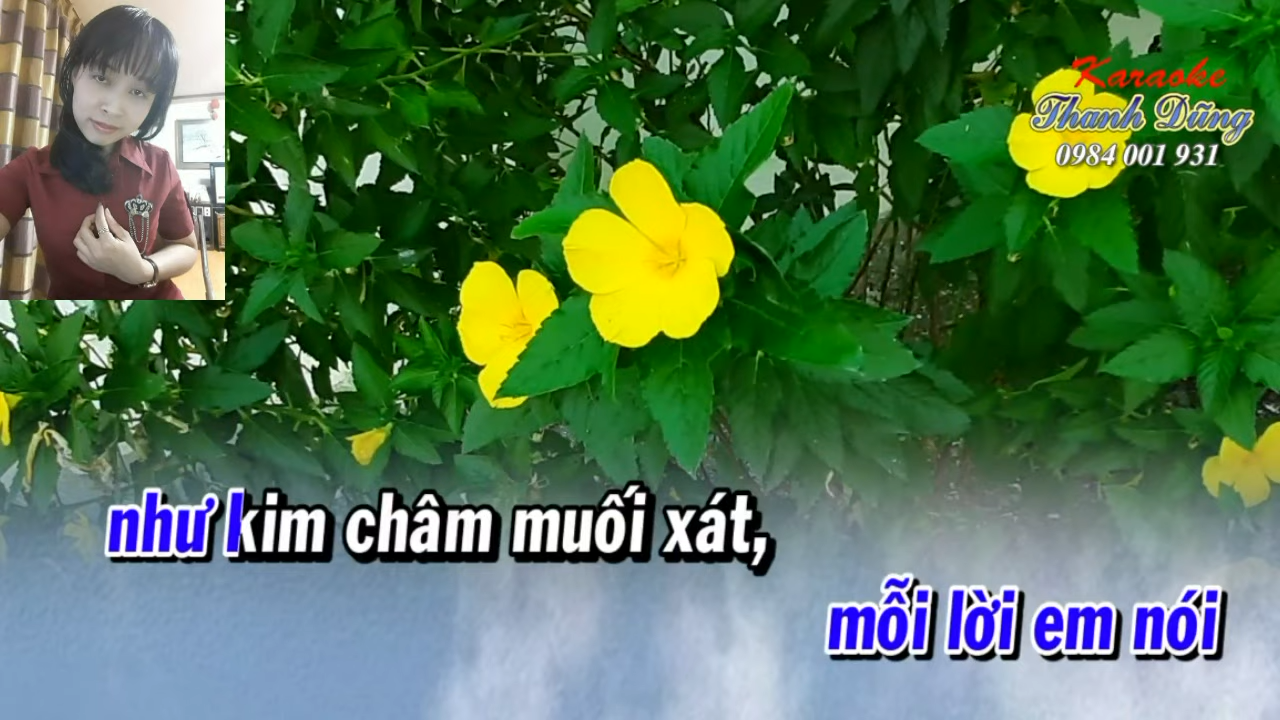 Karaoke
Thanh Dũng
0984 001 931
như kim châm muối xát,
mỗi lời em nói